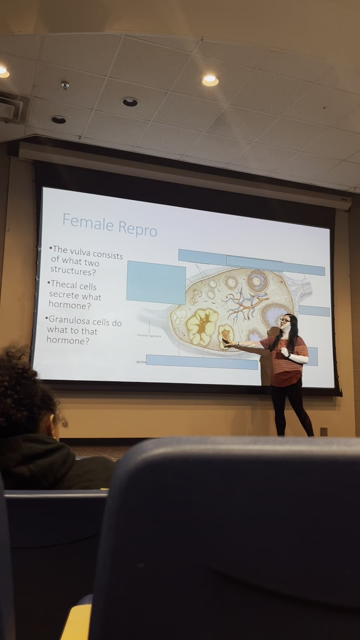 Female Repro
•The vulva consists
of what two
structures?
•Thecal cells
secrete what
hormone?
•Granulosa cells do
what to that
hormone?